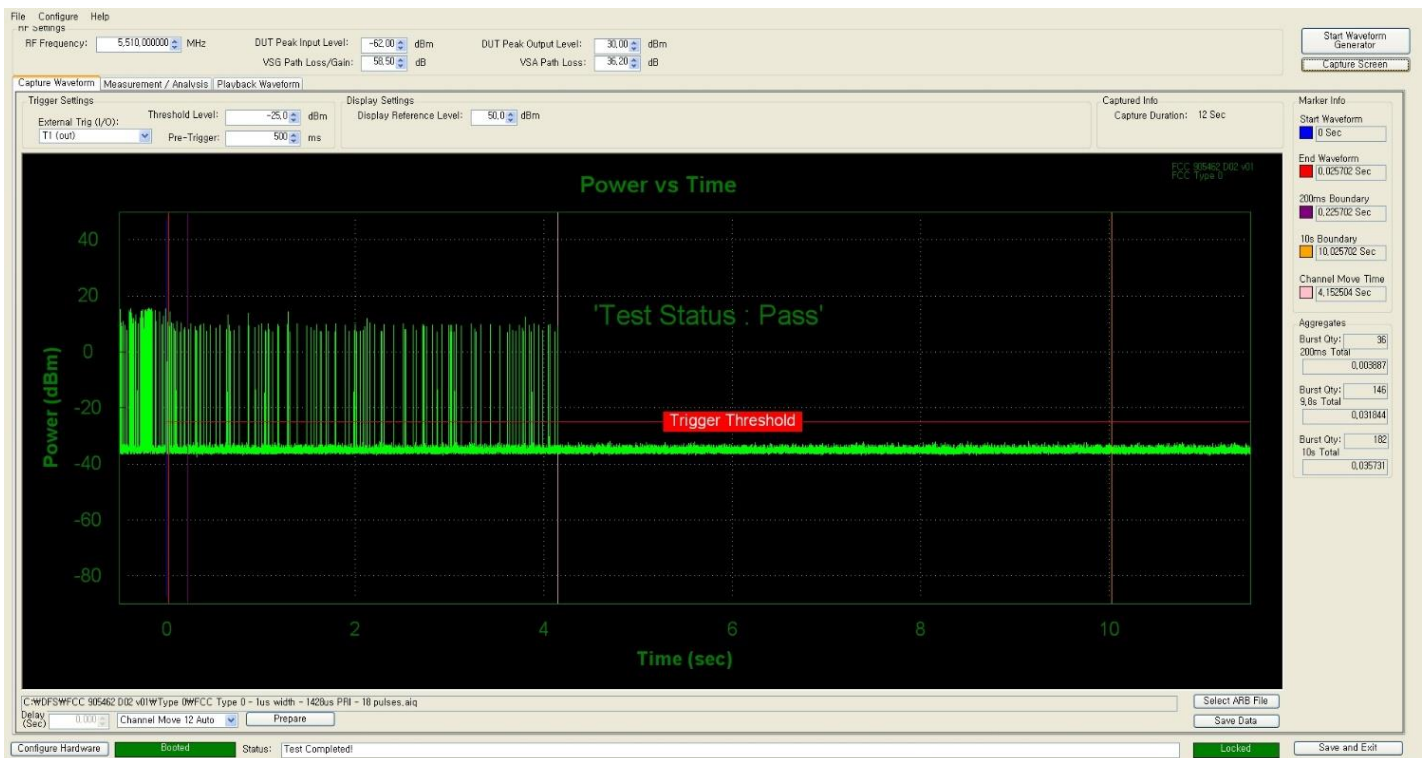 File Configure Help
RF Settings
RF Frequency: 5,510,000000 MHz DUT Peak Input Level: -62,00 dBm DUT Peak Output Level: 30,00 dBm
VSG Path Loss/Gain: 58,50 dB VSA Path Loss: 36,20 dB
Start Waveform
Generator
Capture Screen
Capture Waveform Measurement / Analysis Playback Waveform
Trigger Settings
External Trig (I/O): Threshold Level: -25,0 dBm
T1 (out) Pre-Trigger: 500 ms
Display Settings
Display Reference Level: 50,0 dBm
Captured Info
Capture Duration: 12 Sec
Marker Info
Start Waveform
0 Sec
End Waveform
0,025702 Sec
200ms Boundary
0,225702 Sec
10s Boundary
10,025702 Sec
Channel Move Time
4,152504 Sec
Aggregates
Burst Qty: 36
200ms Total
0,003887
Burst Qty: 146
9,8s Total
0,031844
Burst Qty: 182
10s Total
0,035731
FCC 905462 D02 v01
FCC Type 0
Power vs Time
'Test Status : Pass'
Trigger Threshold
Power (dBm)
40
20
0
-20
-40
-60
-80
0 2 4 6 8 10
Time (sec)
C:₩DFS₩FCC 905462 D02 v01₩Type 0₩FCC Type 0 - 1us width - 1428us PRI - 18 pulses.aiq
Select ARB File
Delay
(Sec) 0,000 Channel Move 12 Auto Prepare
Save Data
Configure Hardware Booted Status: Test Completed! Locked Save and Exit